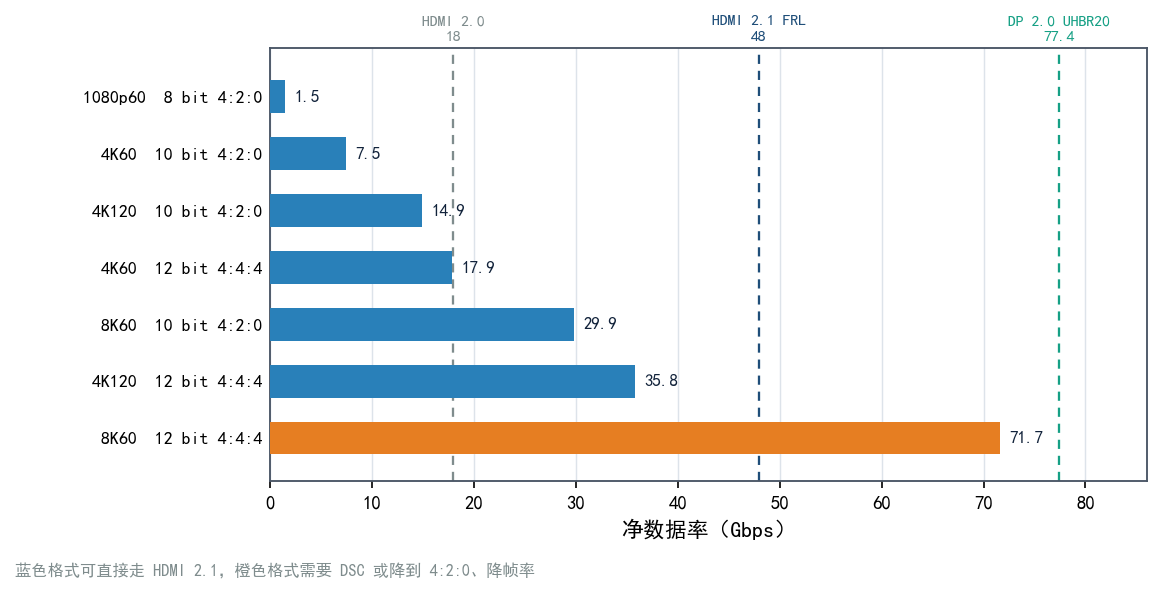 HDMI 2.0
18
HDMI 2.1 FRL
48
DP 2.0 UHBR20
77.4
1080p60  8 bit 4:2:0
1.5
4K60  10 bit 4:2:0
7.5
4K120  10 bit 4:2:0
14.9
4K60  12 bit 4:4:4
17.9
8K60  10 bit 4:2:0
29.9
4K120  12 bit 4:4:4
35.8
8K60  12 bit 4:4:4
71.7
0 10 20 30 40 50 60 70 80
净数据率（Gbps）
蓝色格式可直接走 HDMI 2.1，橙色格式需要 DSC 或降到 4:2:0、降帧率